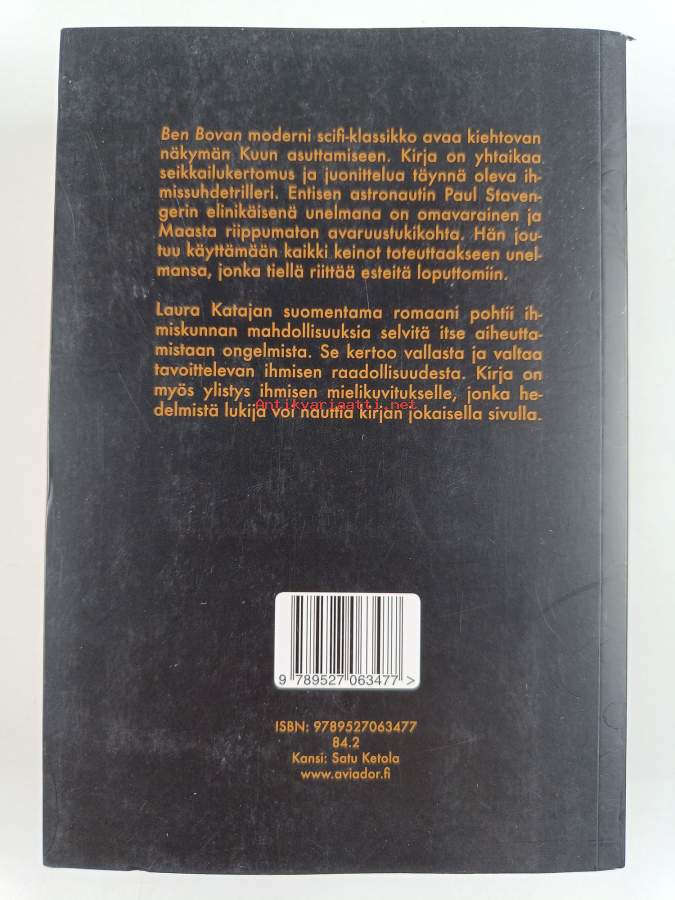 Ben Bovan moderni scifi-klassikko avaa kiehtovan
näkymän Kuun asuttamiseen. Kirja on yhtaikaa
seikkailukertomus ja juonittelua täynnä oleva ih-
missuhdetrilleri. Entisen astronautin Paul Staven-
gerin elinikäisenä unelmana on omavarainen ja
Maasta riippumaton avaruustukikohta. Hän jou-
tuu käyttämään kaikki keinot toteuttaakseen unel-
mansa, jonka tiellä riittää esteitä loputtomiin.
Laura Katajan suomentama romaani pohtii ih-
miskunnan mahdollisuuksia selvitä itse aiheutta-
mistaan ongelmista. Se kertoo vallasta ja valtaa
tavoittelevan ihmisen raadollisuudesta. Kirja on
myös ylistys ihmisen mielikuvitukselle, jonka he-
Antikvariaatti.net
delmistä lukija voi nauttia kirjan jokaisella sivulla.
9 789527 063477 >
ISBN: 9789527063477
84.2
Kansi: Satu Ketola
www.aviador.fi